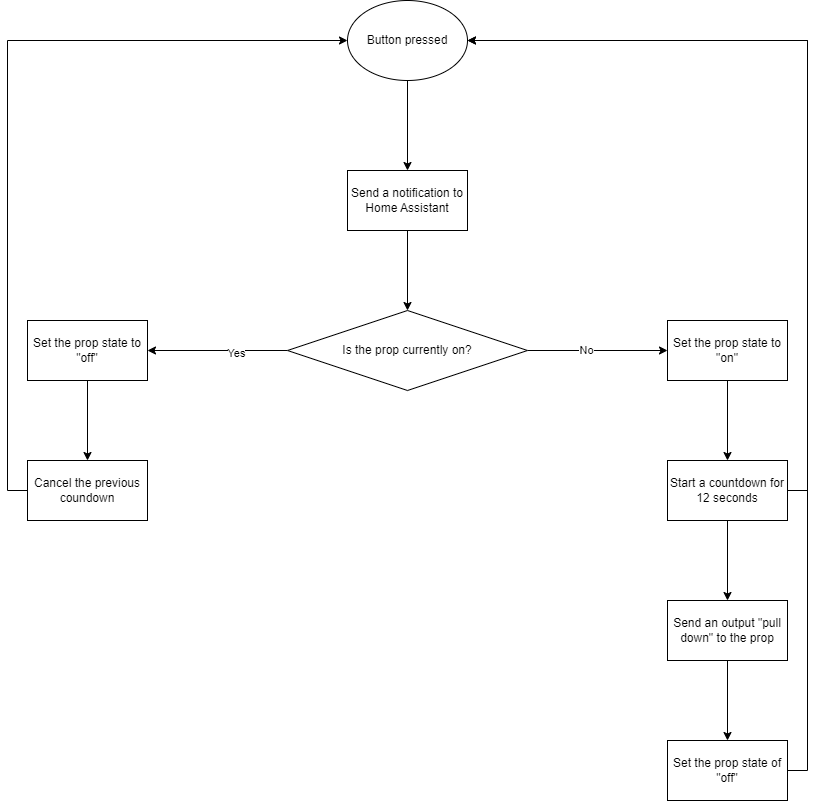 Button pressed
Send a notification to
Home Assistant
Is the prop currently on?
Yes
No
Set the prop state to
"off"
Set the prop state to
"on"
Cancel the previous
coundown
Start a countdown for
12 seconds
Send an output "pull
down" to the prop
Set the prop state of
"off"